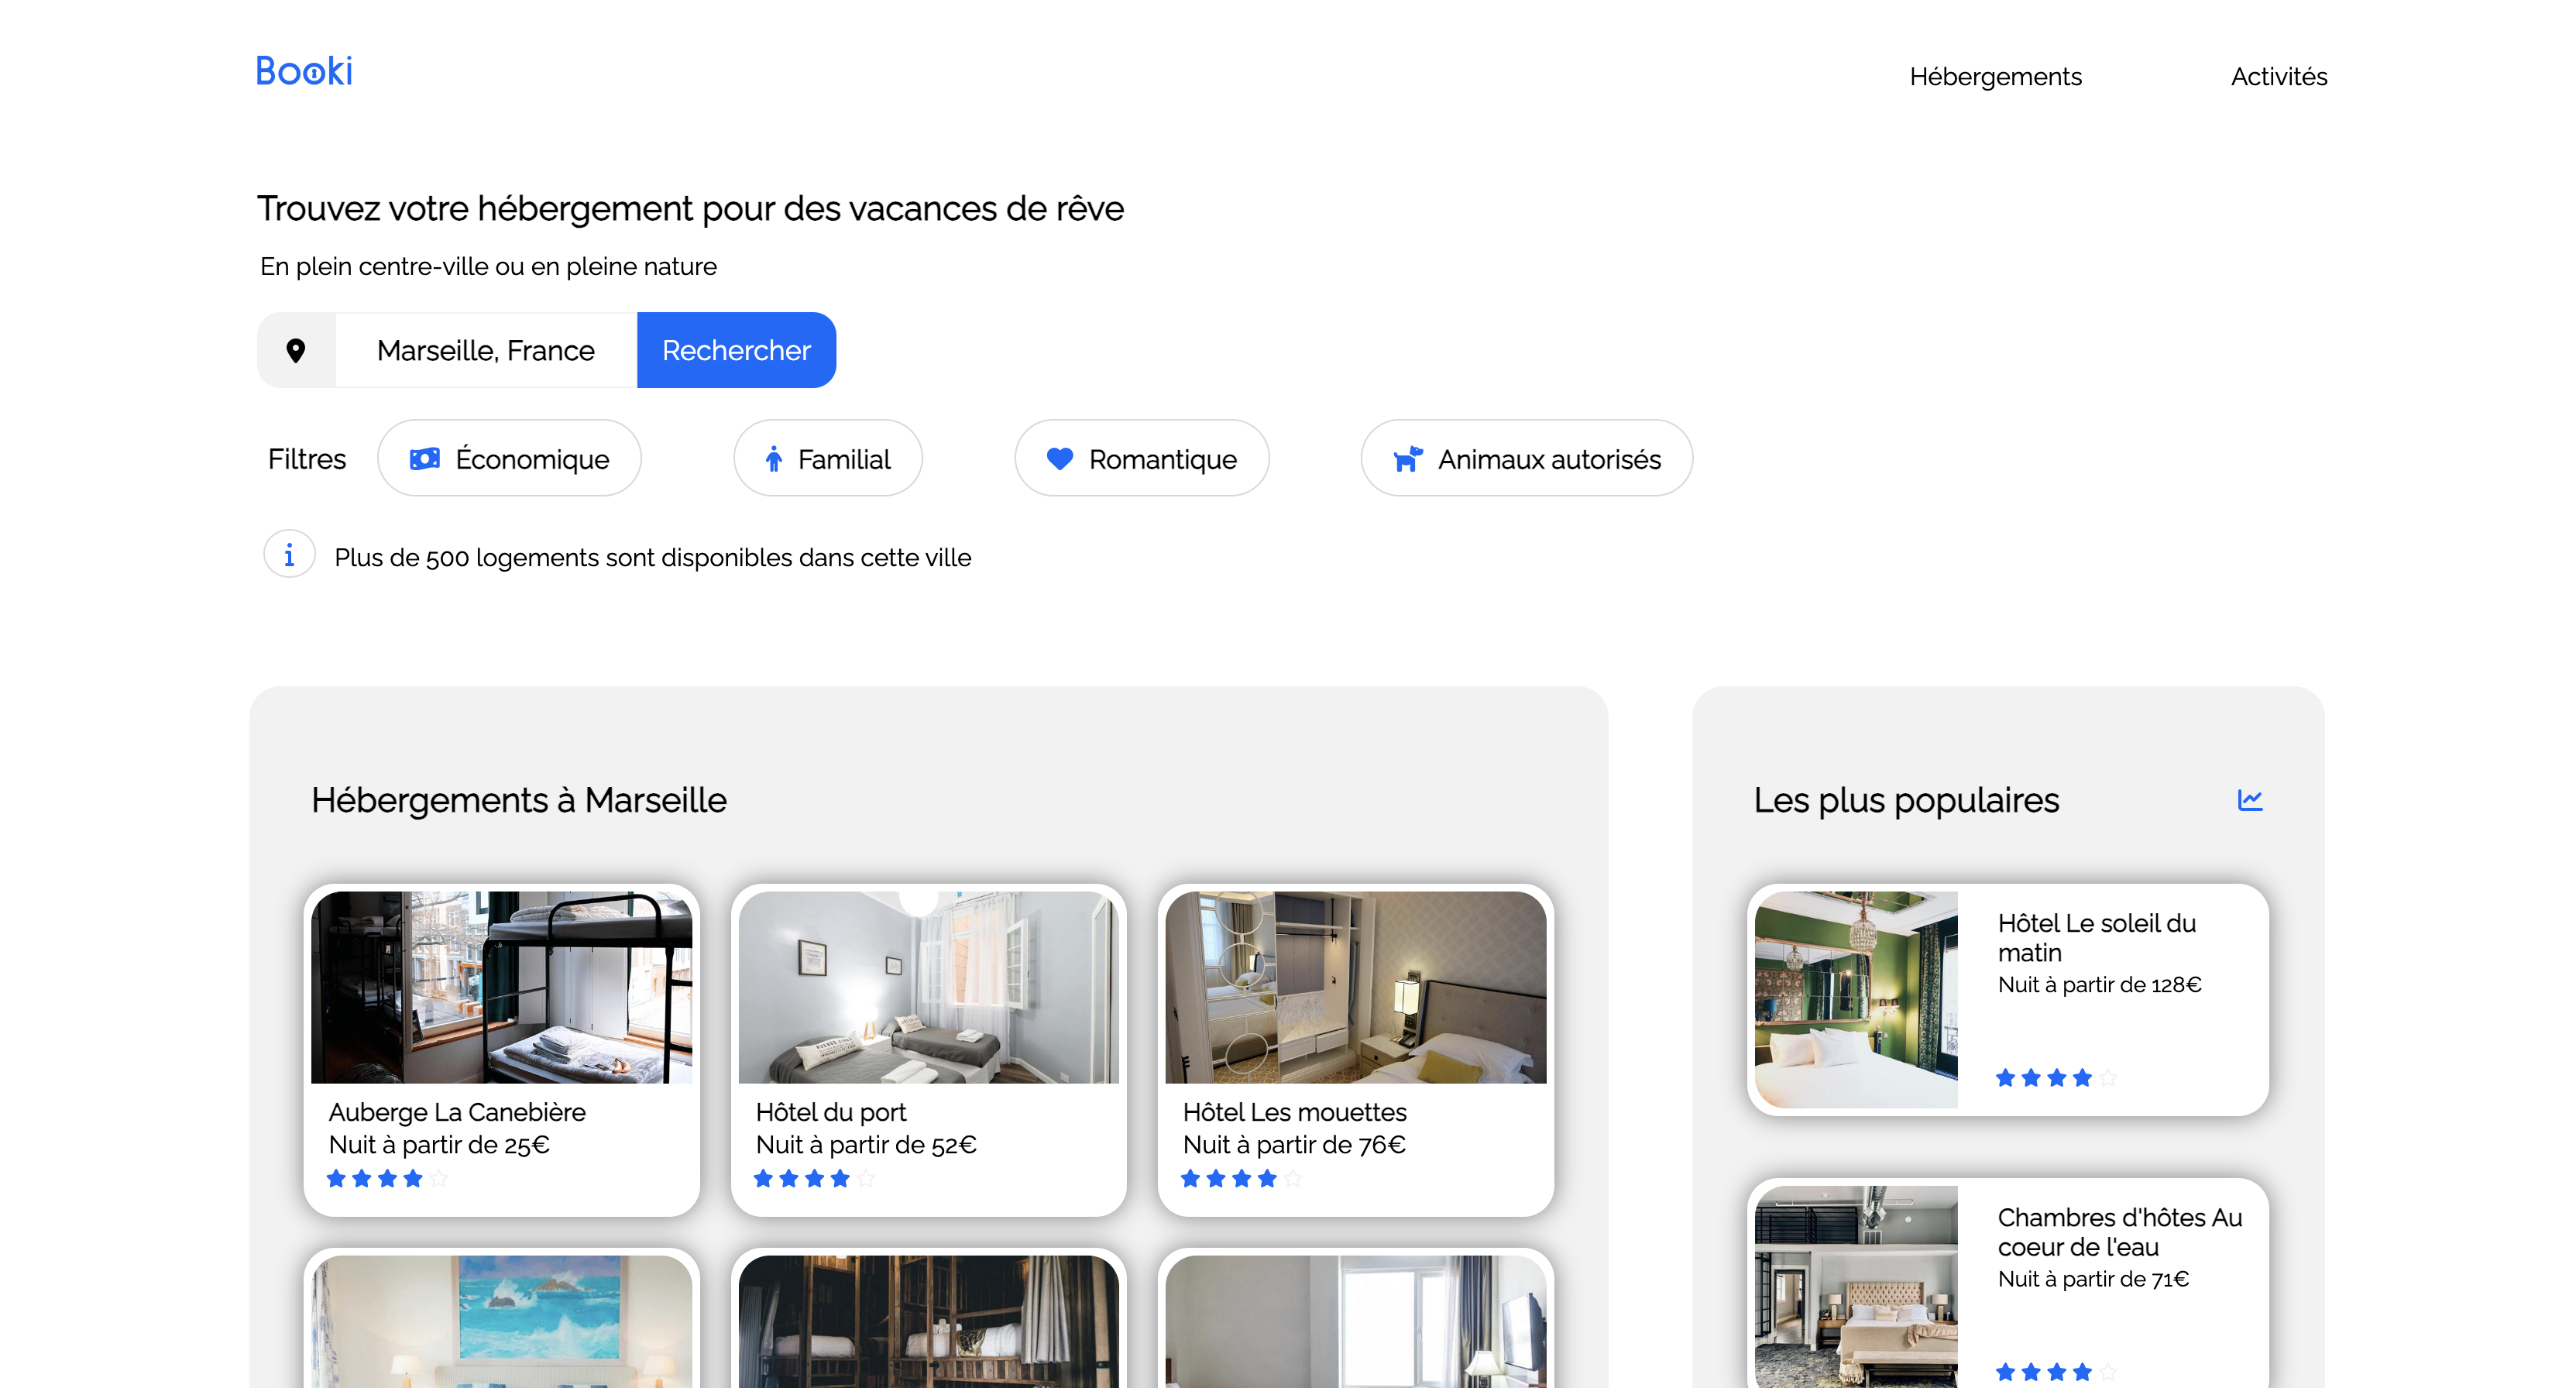 Booki
Hébergements
Activités
Trouvez votre hébergement pour des vacances de rêve
En plein centre-ville ou en pleine nature
Marseille, France
Rechercher
Filtres
Économique
Familial
Romantique
Animaux autorisés
Plus de 500 logements sont disponibles dans cette ville
Hébergements à Marseille
Auberge La Canebière
Nuit à partir de 25€
Hôtel du port
Nuit à partir de 52€
Hôtel Les mouettes
Nuit à partir de 76€
Les plus populaires
Hôtel Le soleil du
matin
Nuit à partir de 128€
Chambres d'hôtes Au
coeur de l'eau
Nuit à partir de 71€